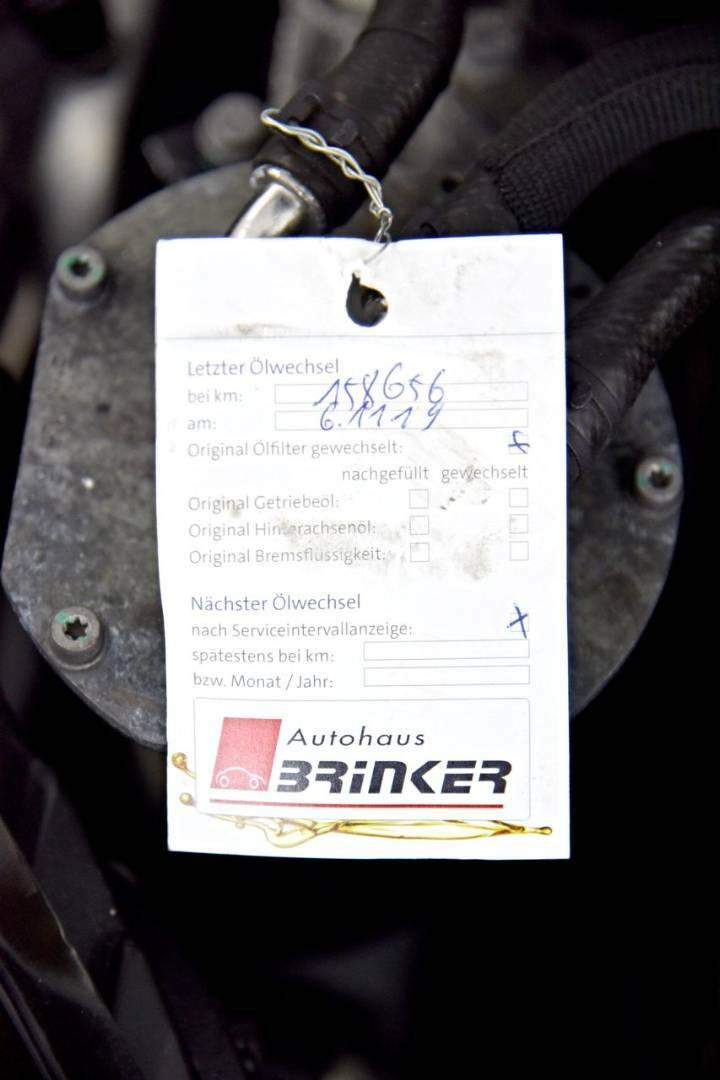 Letzter Ölwechsel
bei km: 158656
am: 6.11.19
Original Ölfilter gewechselt: x
nachgefüllt gewechselt
Original Getriebeöl:
Original Hinterachsenöl:
Original Bremsflüssigkeit:
Nächster Ölwechsel
nach Serviceintervallanzeige: x
spätestens bei km:
bzw. Monat / Jahr:
Autohaus
BRINKER